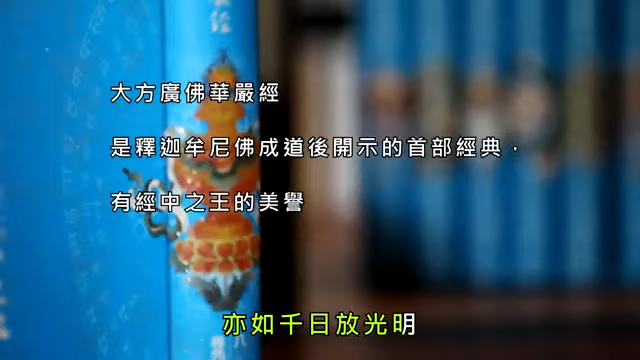 經
大方廣佛華嚴經
是釋迦牟尼佛成道後開示的首部經典，
有經中之王的美譽
亦如千日放光明